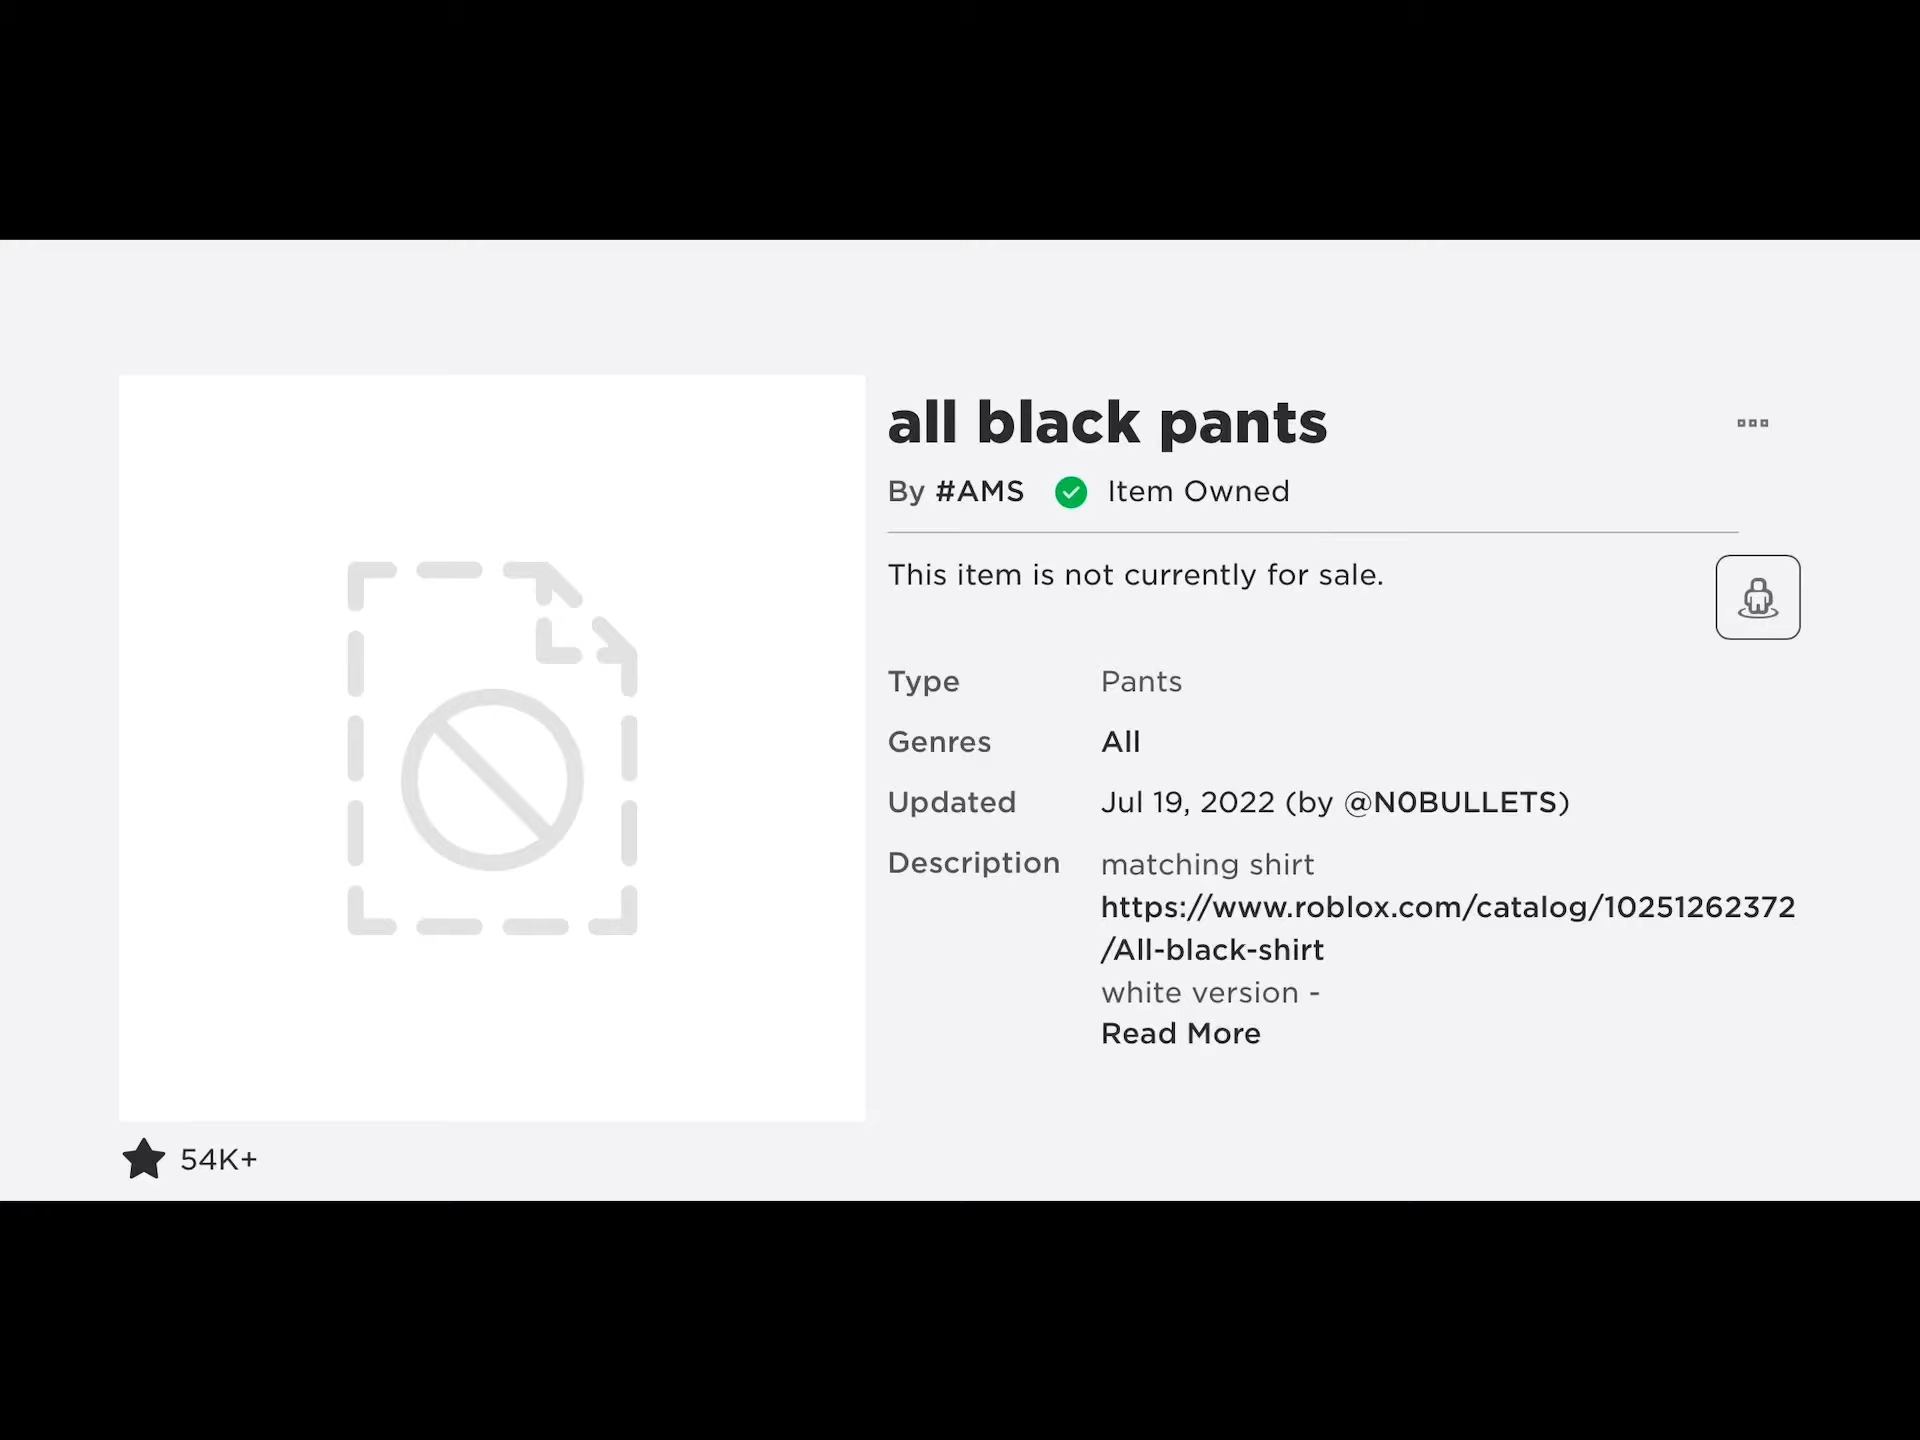 all black pants
By #AMS Item Owned
This item is not currently for sale.
Type Pants
Genres All
Updated Jul 19, 2022 (by @N0BULLETS)
Description matching shirt
https://www.roblox.com/catalog/10251262372
/All-black-shirt
white version -
Read More
54K+